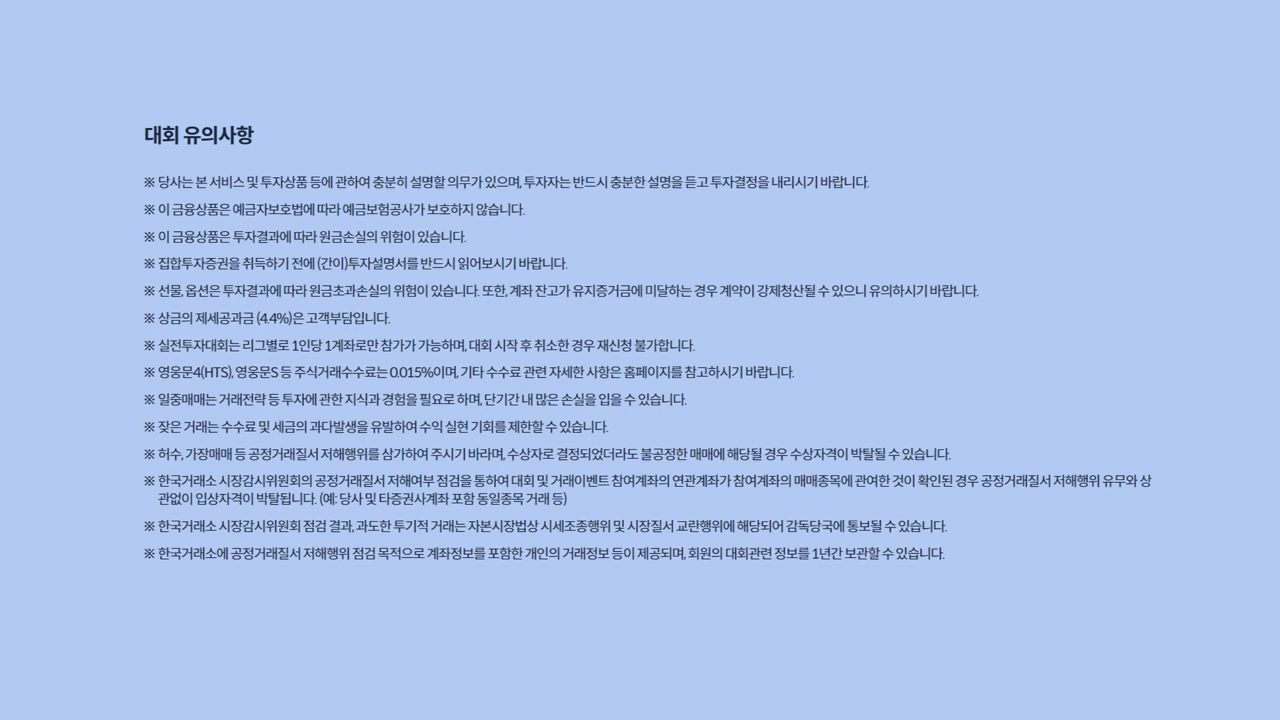 대회 유의사항
※ 당사는 본 서비스 및 투자상품 등에 관하여 충분히 설명할 의무가 있으며, 투자자는 반드시 충분한 설명을 듣고 투자결정을 내리시기 바랍니다.
※ 이 금융상품은 예금자보호법에 따라 예금보험공사가 보호하지 않습니다.
※ 이 금융상품은 투자결과에 따라 원금손실의 위험이 있습니다.
※ 집합투자증권을 취득하기 전에 (간이)투자설명서를 반드시 읽어보시기 바랍니다.
※ 선물, 옵션은 투자결과에 따라 원금초과손실의 위험이 있습니다. 또한, 계좌 잔고가 유지증거금에 미달하는 경우 계약이 강제청산될 수 있으니 유의하시기 바랍니다.
※ 상금의 제세공과금 (4.4%)은 고객부담입니다.
※ 실전투자대회는 리그별로 1인당 1계좌로만 참가가 가능하며, 대회 시작 후 취소한 경우 재신청 불가합니다.
※ 영웅문4(HTS), 영웅문S 등 주식거래수수료는 0.015%이며, 기타 수수료 관련 자세한 사항은 홈페이지를 참고하시기 바랍니다.
※ 일중매매는 거래전략 등 투자에 관한 지식과 경험을 필요로 하며, 단기간 내 많은 손실을 입을 수 있습니다.
※ 잦은 거래는 수수료 및 세금의 과다발생을 유발하여 수익 실현 기회를 제한할 수 있습니다.
※ 허수, 가장매매 등 공정거래질서 저해행위를 삼가하여 주시기 바라며, 수상자로 결정되었더라도 불공정한 매매에 해당될 경우 수상자격이 박탈될 수 있습니다.
※ 한국거래소 시장감시위원회의 공정거래질서 저해여부 점검을 통하여 대회 및 거래이벤트 참여계좌의 연관계좌가 참여계좌의 매매종목에 관여한 것이 확인된 경우 공정거래질서 저해행위 유무와 상
관없이 입상자격이 박탈됩니다. (예: 당사 및 타증권사계좌 포함 동일종목 거래 등)
※ 한국거래소 시장감시위원회 점검 결과, 과도한 투기적 거래는 자본시장법상 시세조종행위 및 시장질서 교란행위에 해당되어 감독당국에 통보될 수 있습니다.
※ 한국거래소에 공정거래질서 저해행위 점검 목적으로 계좌정보를 포함한 개인의 거래정보 등이 제공되며, 회원의 대회관련 정보를 1년간 보관할 수 있습니다.